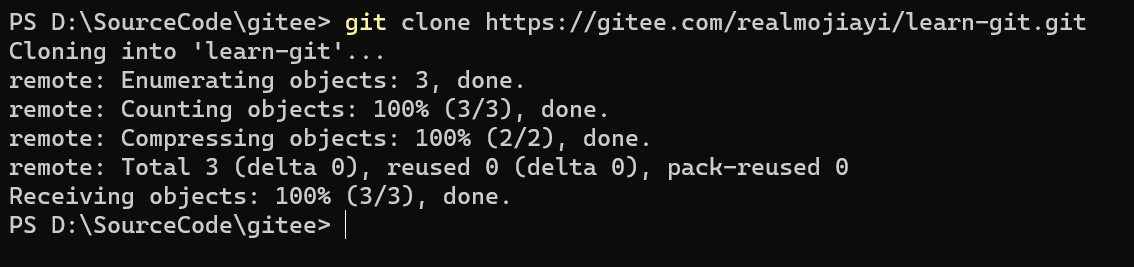 PS D:\SourceCode\gitee> git clone https://gitee.com/realmojiayi/learn-git.git
Cloning into 'learn-git'...
remote: Enumerating objects: 3, done.
remote: Counting objects: 100% (3/3), done.
remote: Compressing objects: 100% (2/2), done.
remote: Total 3 (delta 0), reused 0 (delta 0), pack-reused 0
Receiving objects: 100% (3/3), done.
PS D:\SourceCode\gitee>